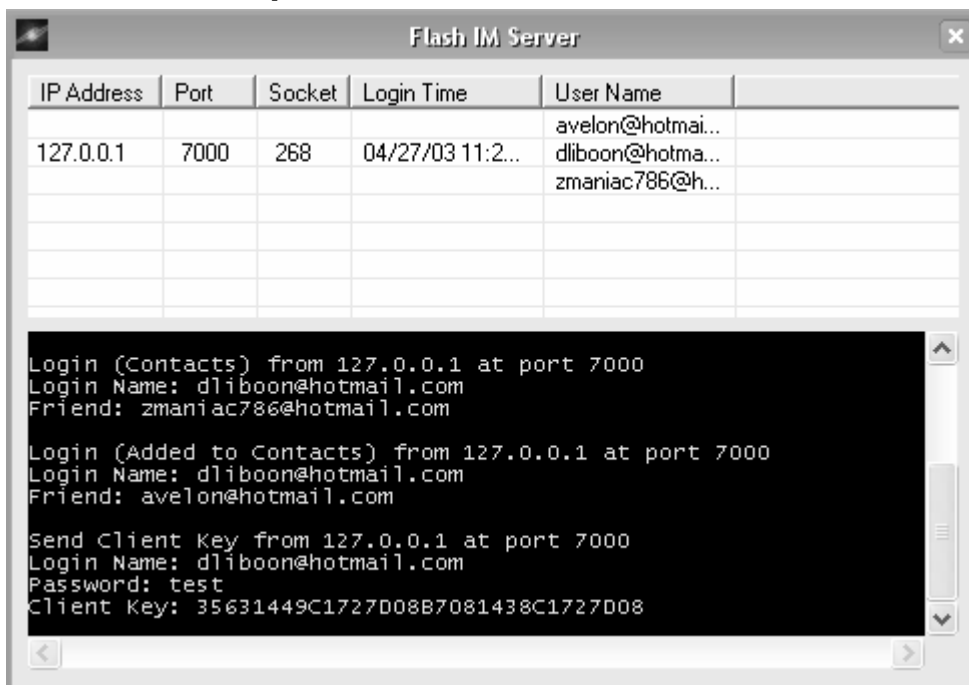 Flash IM Server
IP Address Port Socket Login Time User Name
avelon@hotmai...
127.0.0.1 7000 268 04/27/03 11:2... dliboon@hotma...
zmaniac786@h...
Login (Contacts) from 127.0.0.1 at port 7000
Login Name: dliboon@hotmail.com
Friend: zmaniac786@hotmail.com
Login (Added to Contacts) from 127.0.0.1 at port 7000
Login Name: dliboon@hotmail.com
Friend: avelon@hotmail.com
Send Client Key from 127.0.0.1 at port 7000
Login Name: dliboon@hotmail.com
Password: test
Client Key: 35631449C1727D08B7081438C1727D08